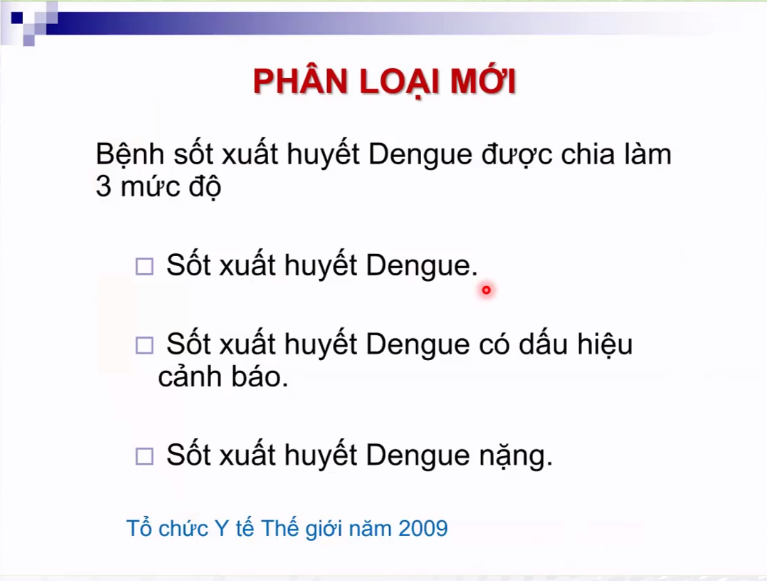 PHÂN LOẠI MỚI
Bệnh sốt xuất huyết Dengue được chia làm
3 mức độ
Sốt xuất huyết Dengue.
Sốt xuất huyết Dengue có dấu hiệu
cảnh báo.
Sốt xuất huyết Dengue nặng.
Tổ chức Y tế Thế giới năm 2009